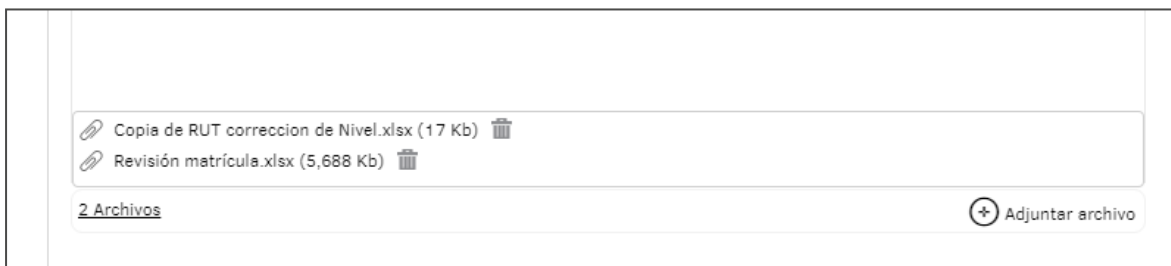 Copia de RUT correccion de Nivel.xlsx (17 Kb)
Revisión matrícula.xlsx (5,688 Kb)
2 Archivos
Adjuntar archivo